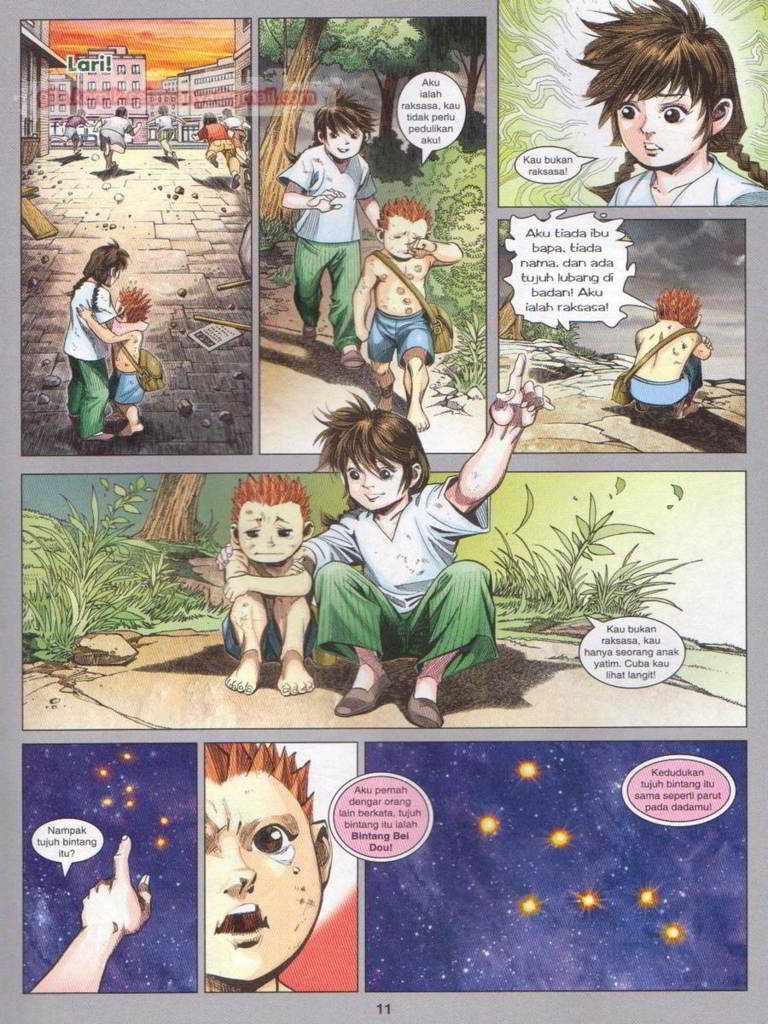 Lari!
Aku
ialah
raksasa, kau
tidak perlu
pedulikan
aku!
Kau bukan
raksasa!
Aku tiada ibu
bapa, tiada
nama, dan ada
tujuh lubang di
badan! Aku
ialah raksasa!
Kau bukan
raksasa, kau
hanya seorang anak
yatim. Cuba kau
lihat langit!
Nampak
tujuh bintang
itu?
Aku pernah
dengar orang
lain berkata, tujuh
bintang itu ialah
Bintang Bei
Dou!
Kedudukan
tujuh bintang itu
sama seperti parut
pada dadamu!
11